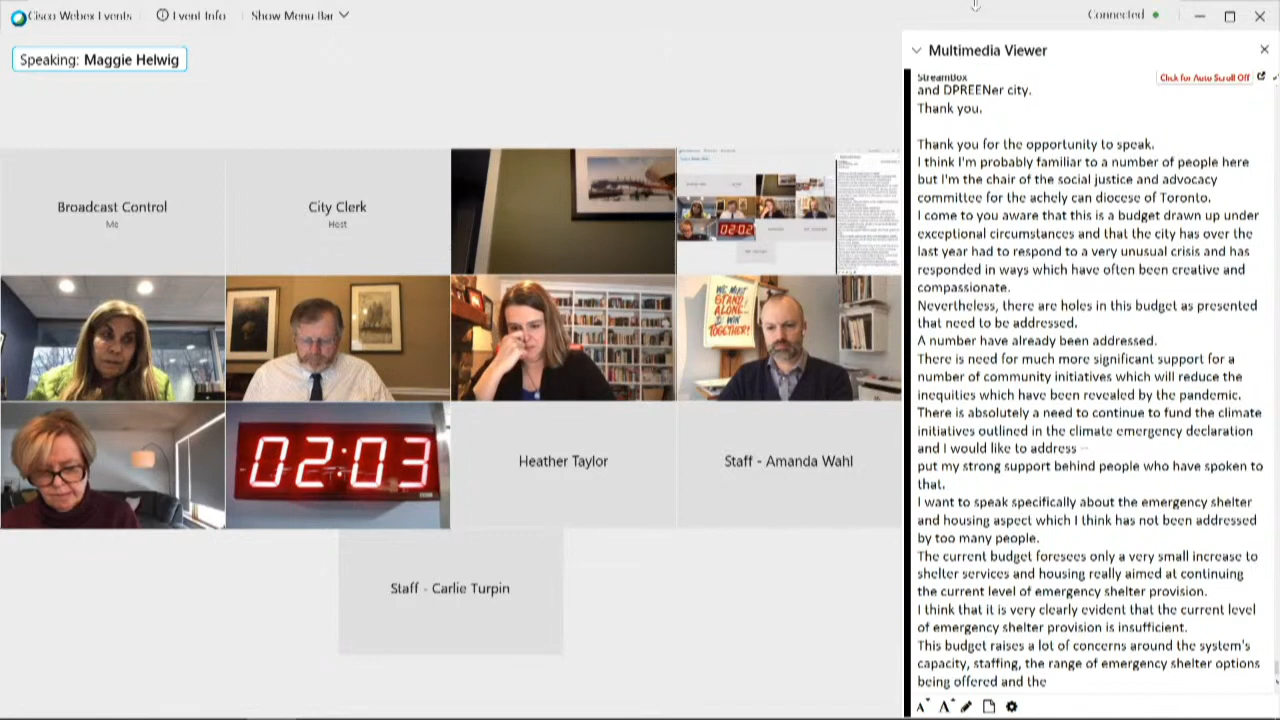 Cisco Webex Events
Event Info
Show Menu Bar
Connected
Speaking: Maggie Helwig
Multimedia Viewer
Broadcast
Me
City Clerk
Host
02:02
WE MUST
STAND
ALONE...
WIN
TOGETHER!
02:03
Heather Taylor
Staff - Amanda Wahl
Staff - Carlie Turpin
StreamBox
Click for Auto Scroll Off
and DPREENer city.
Thank you.
Thank you for the opportunity to speak.
I think I'm probably familiar to a number of people here
but I'm the chair of the social justice and advocacy
committee for the achely can diocese of Toronto.
I come to you aware that this is a budget drawn up under
exceptional circumstances and that the city has over the
last year had to respond to a very unusual crisis and has
responded in ways which have often been creative and
compassionate.
Nevertheless, there are holes in this budget as presented
that need to be addressed.
A number have already been addressed.
There is need for much more significant support for a
number of community initiatives which will reduce the
inequities which have been revealed by the pandemic.
There is absolutely a need to continue to fund the climate
initiatives outlined in the climate emergency declaration
and I would like to address --
put my strong support behind people who have spoken to
that.
I want to speak specifically about the emergency shelter
and housing aspect which I think has not been addressed
by too many people.
The current budget foresees only a very small increase to
shelter services and housing really aimed at continuing
the current level of emergency shelter provision.
I think that it is very clearly evident that the current level
of emergency shelter provision is insufficient.
This budget raises a lot of concerns around the system's
capacity, staffing, the range of emergency shelter options
being offered and the